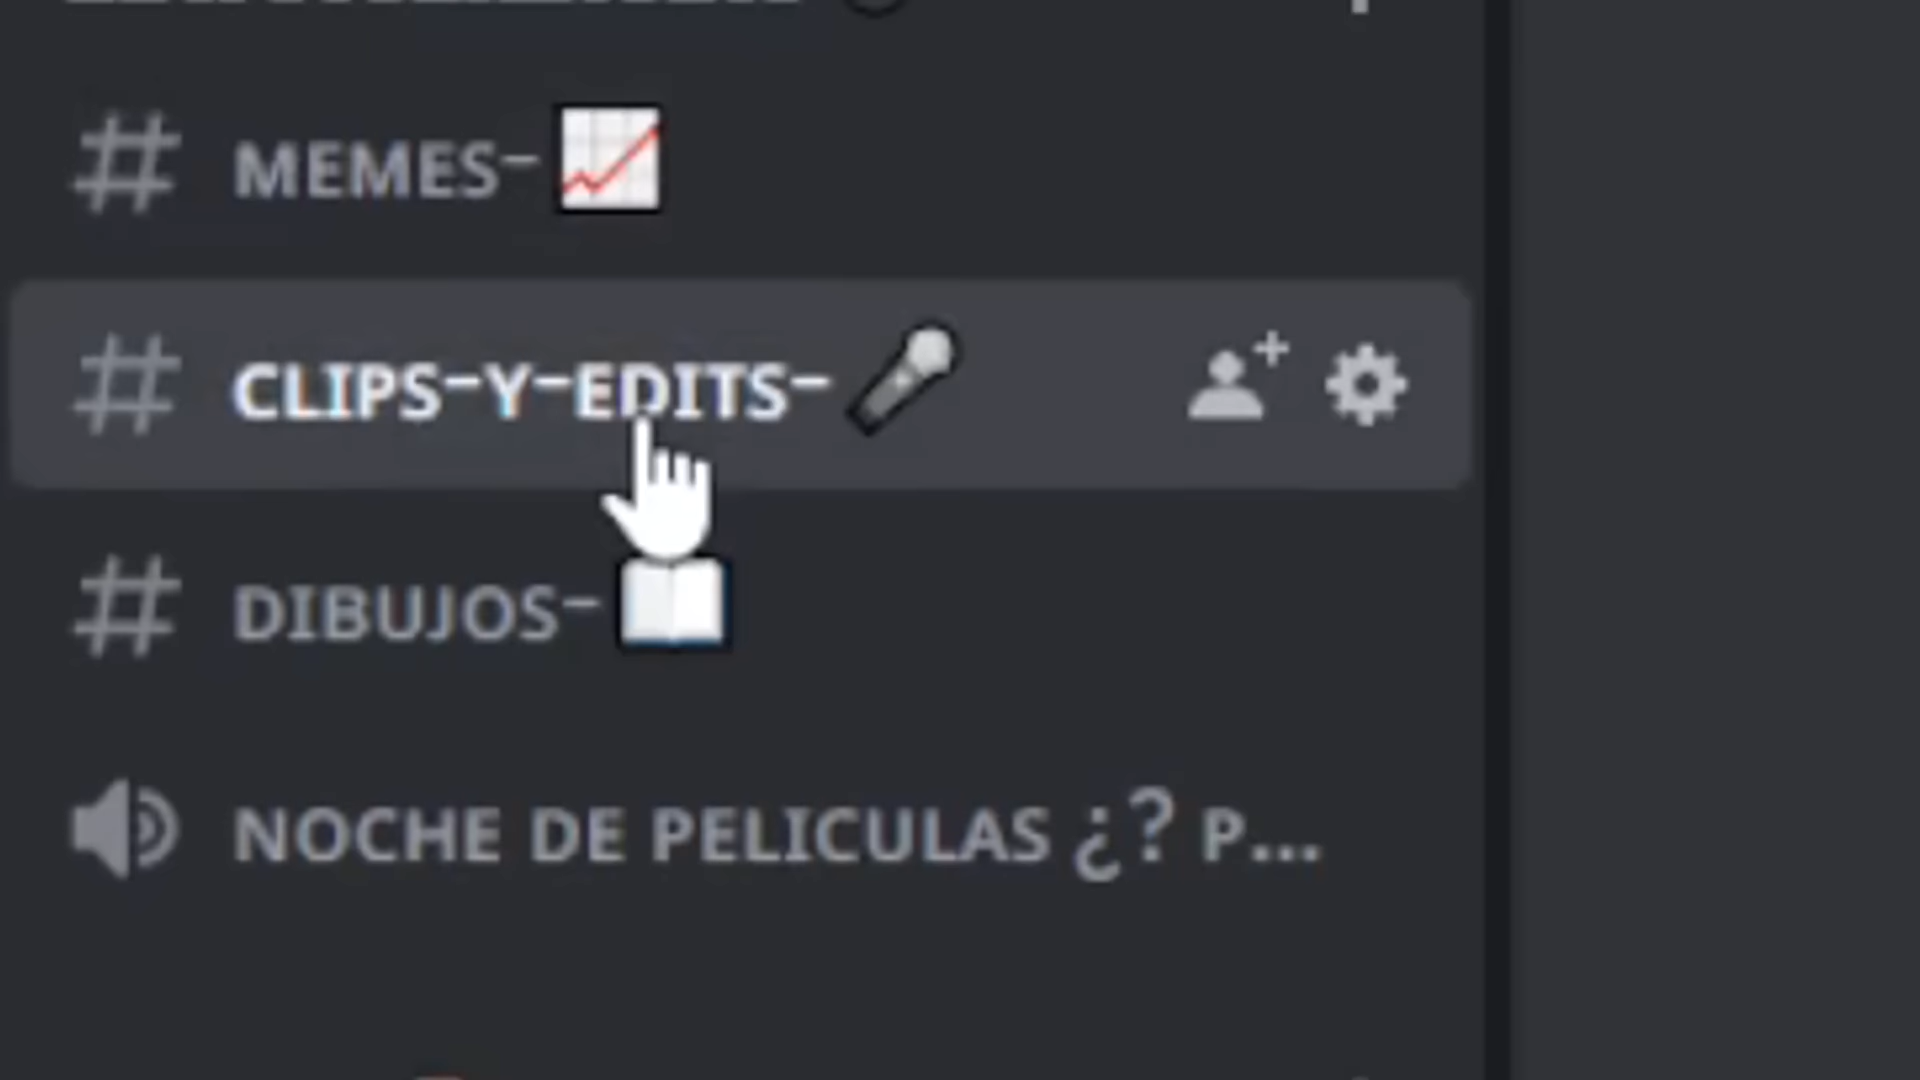 # MEMES-📈
# CLIPS-Y-EDITS-🎤
# DIBUJOS-📖
NOCHE DE PELICULAS ¿? P...